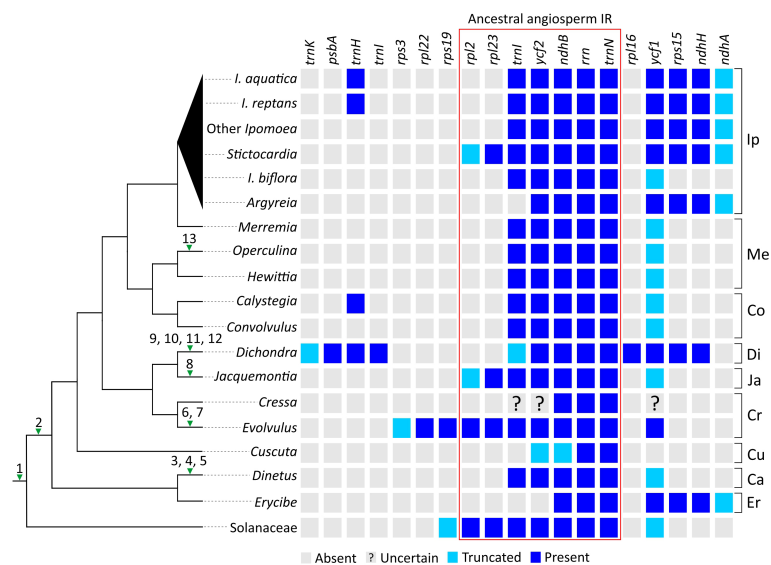 Ancestral angiosperm IR
trnK psbA trnH trnI rps3 rpl22 rps19 rpl2 rpl23 trnI ycf2 ndhB rrn trnN rpl16 ycf1 rps15 ndhH ndhA
I. aquatica
I. reptans
Other Ipomoea
Ip
Stictocardia
I. biflora
Argyreia
Merremia
13
Operculina
Me
Hewittia
Calystegia
Co
Convolvulus
9, 10, 11, 12
Dichondra
Di
8
Jacquemontia
Ja
Cressa ? ? ?
Cr
6, 7
Evolvulus
2
Cuscuta
Cu
3, 4, 5
1
Dinetus
Ca
Erycibe
Er
Solanaceae
Absent ? Uncertain Truncated Present